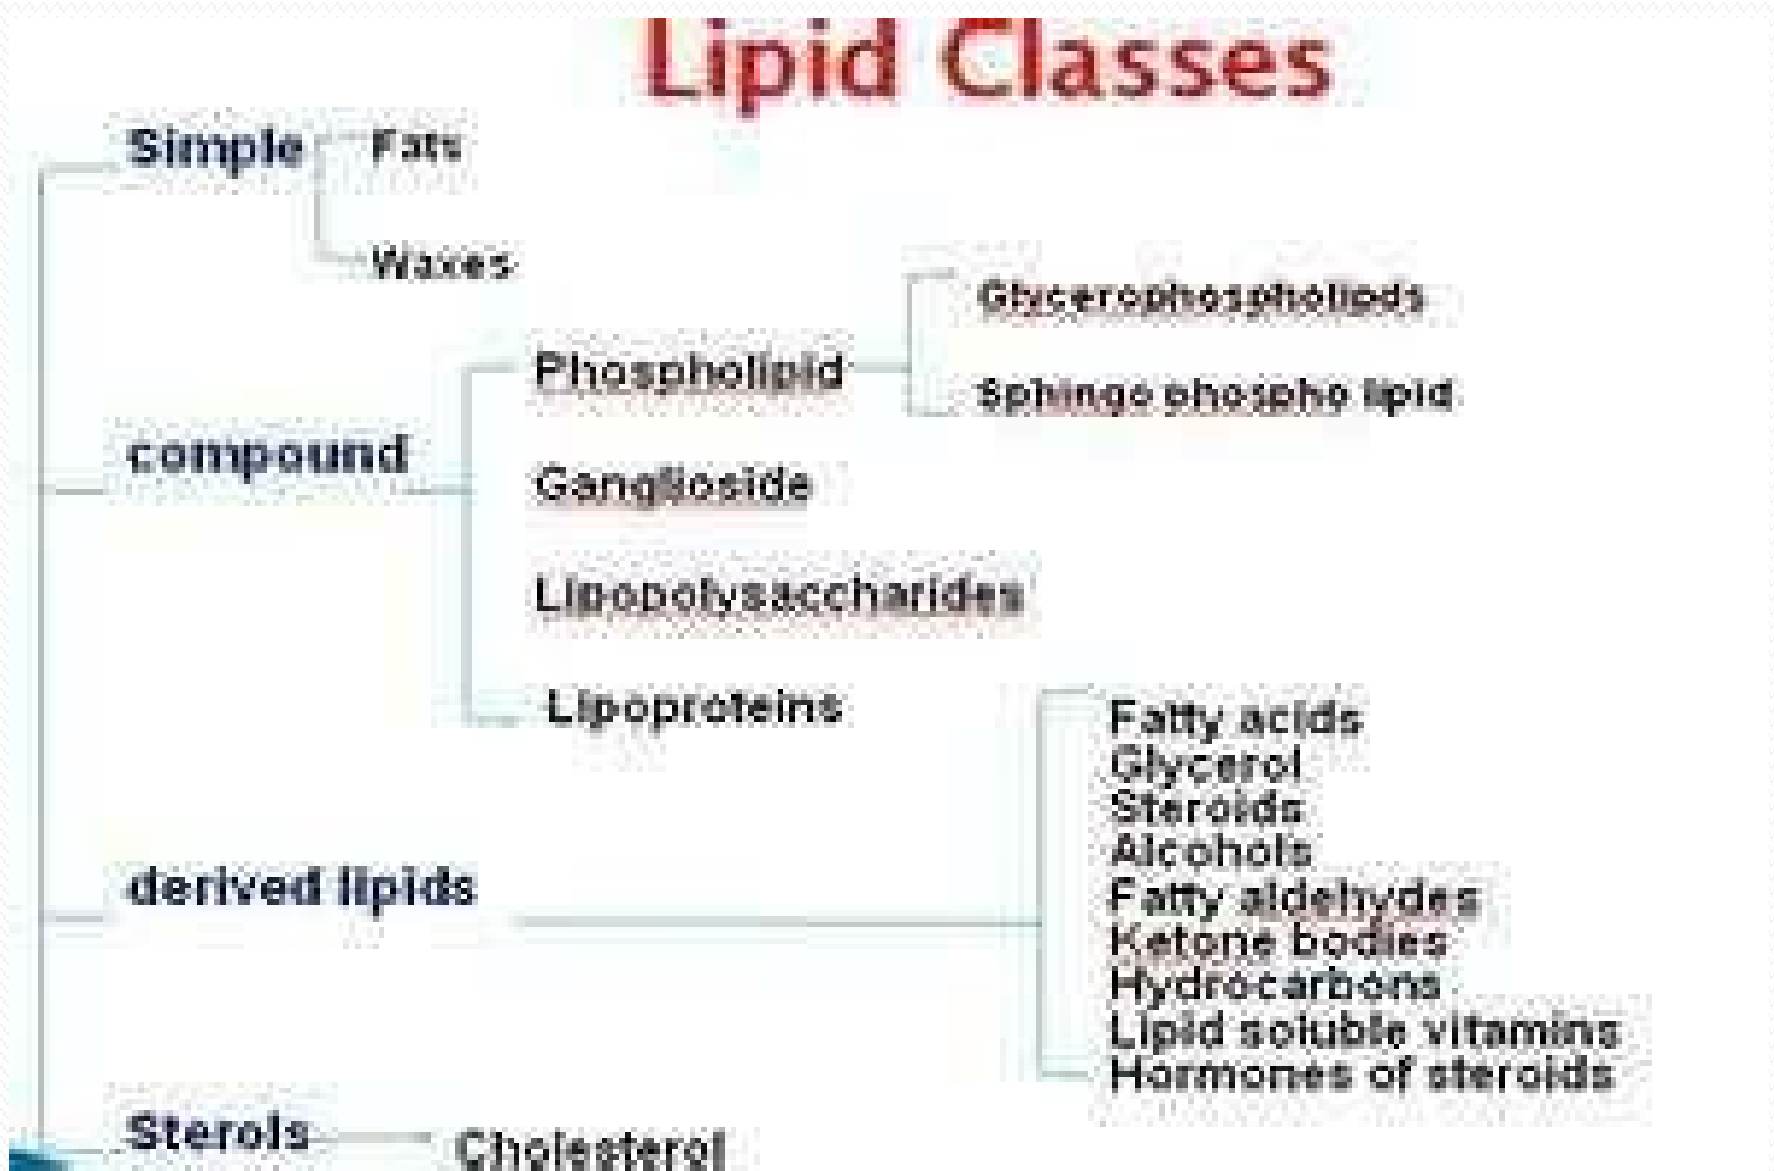 Lipid Classes
Simple
Fats
Waxes
compound
Phospholipid
Glycerophospholipds
Sphingo phospho lipid
Ganglioside
Lipopolysaccharides
Lipoproteins
derived lipids
Fatty acids
Glycerol
Steroids
Alcohols
Fatty aldehydes
Ketone bodies
Hydrocarbons
Lipid soluble vitamins
Hormones of steroids
Sterols
Cholesterol